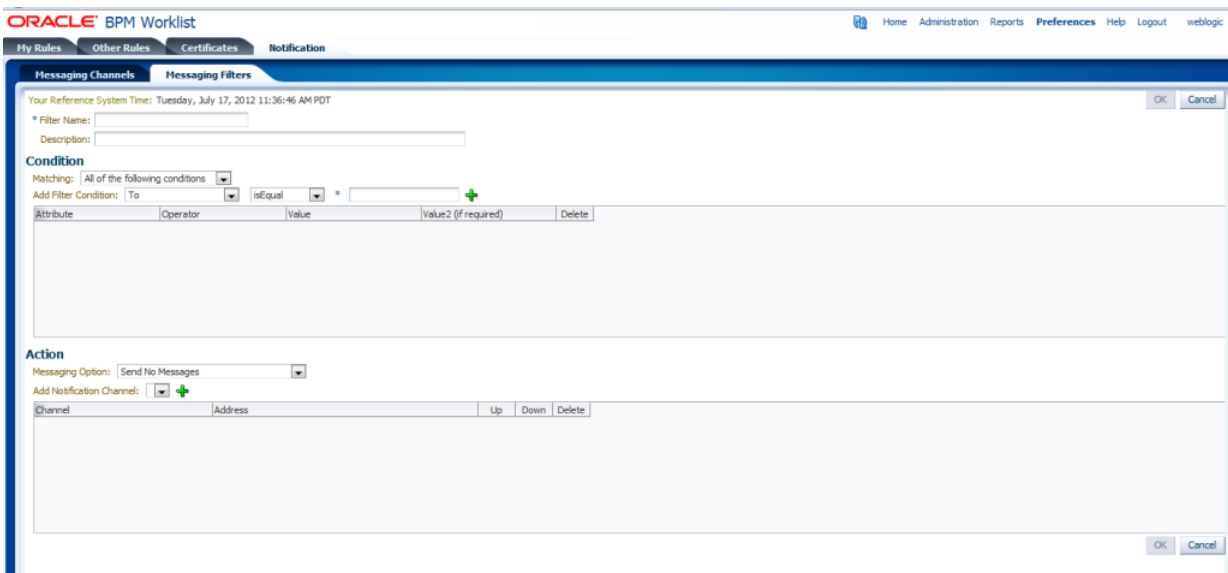 ORACLE BPM Worklist
Home Administration Reports Preferences Help Logout weblogic
My Rules Other Rules Certificates Notification
Messaging Channels Messaging Filters
Your Reference System Time: Tuesday, July 17, 2012 11:36:46 AM PDT OK Cancel
* Filter Name:
Description:
Condition
Matching: All of the following conditions
Add Filter Condition: To isEqual *
Attribute Operator Value Value2 (if required) Delete
Action
Messaging Option: Send No Messages
Add Notification Channel:
Channel Address Up Down Delete
OK Cancel